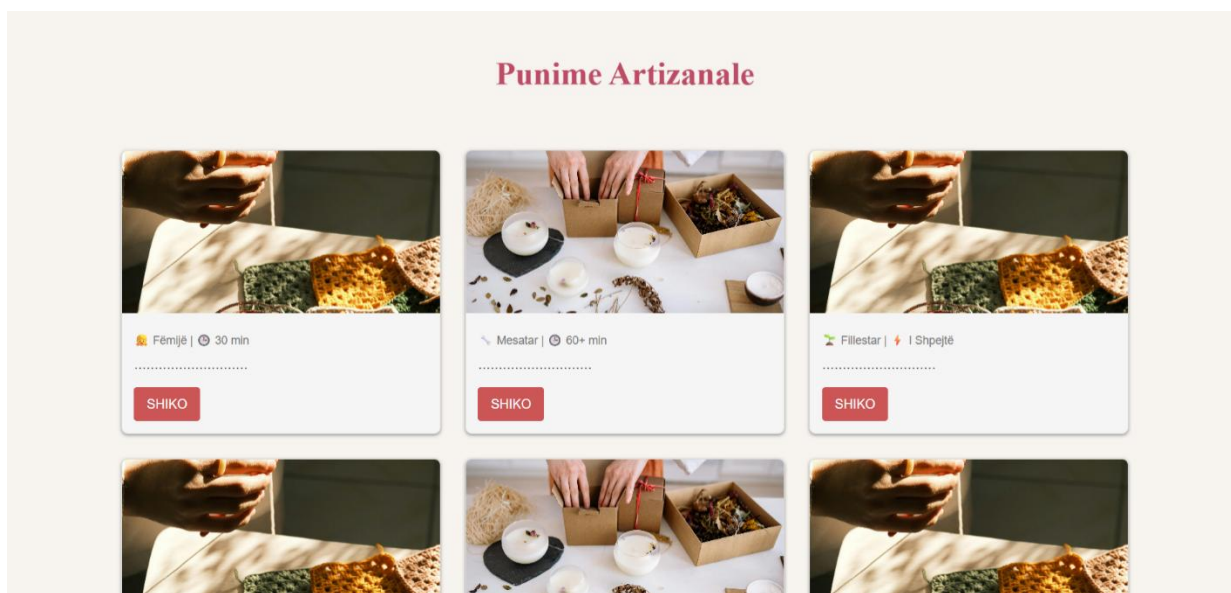 Punime Artizanale
👧 Fëmijë | 🕒 30 min
............................
SHIKO
🔧 Mesatar | 🕒 60+ min
............................
SHIKO
🌱 Fillestar | ⚡ I Shpejtë
............................
SHIKO